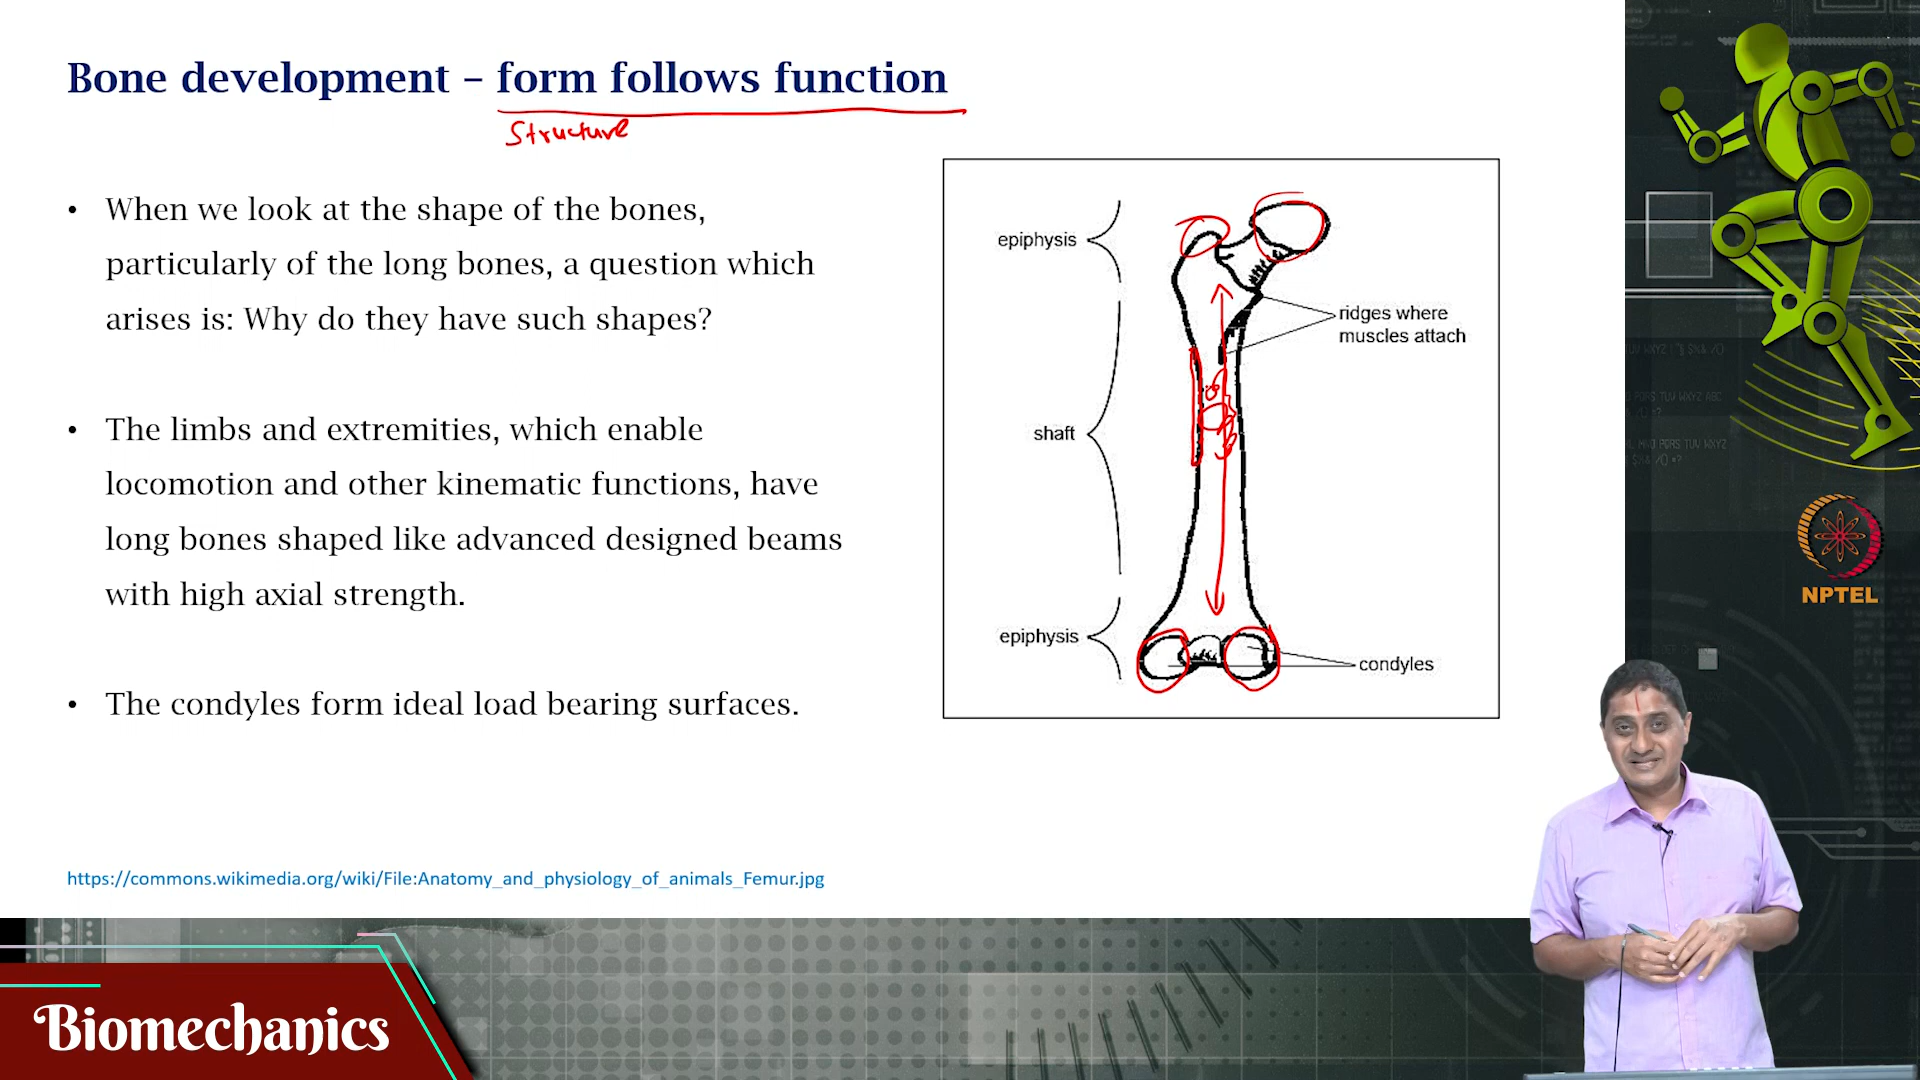 Bone development – form follows function
Structure
• When we look at the shape of the bones,
particularly of the long bones, a question which
arises is: Why do they have such shapes?
• The limbs and extremities, which enable
locomotion and other kinematic functions, have
long bones shaped like advanced designed beams
with high axial strength.
• The condyles form ideal load bearing surfaces.
epiphysis
ridges where
muscles attach
shaft
epiphysis
condyles
https://commons.wikimedia.org/wiki/File:Anatomy_and_physiology_of_animals_Femur.jpg
NPTEL
Biomechanics